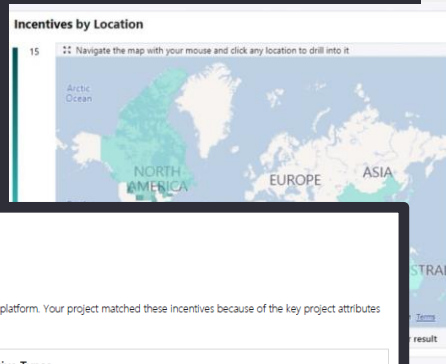 Incentives by Location
15
Navigate the map with your mouse and click any location to drill into it
Arctic
Ocean
NORTH
AMERICA
EUROPE
ASIA
STRAL
platform. Your project matched these incentives because of the key project attributes
Terms
result